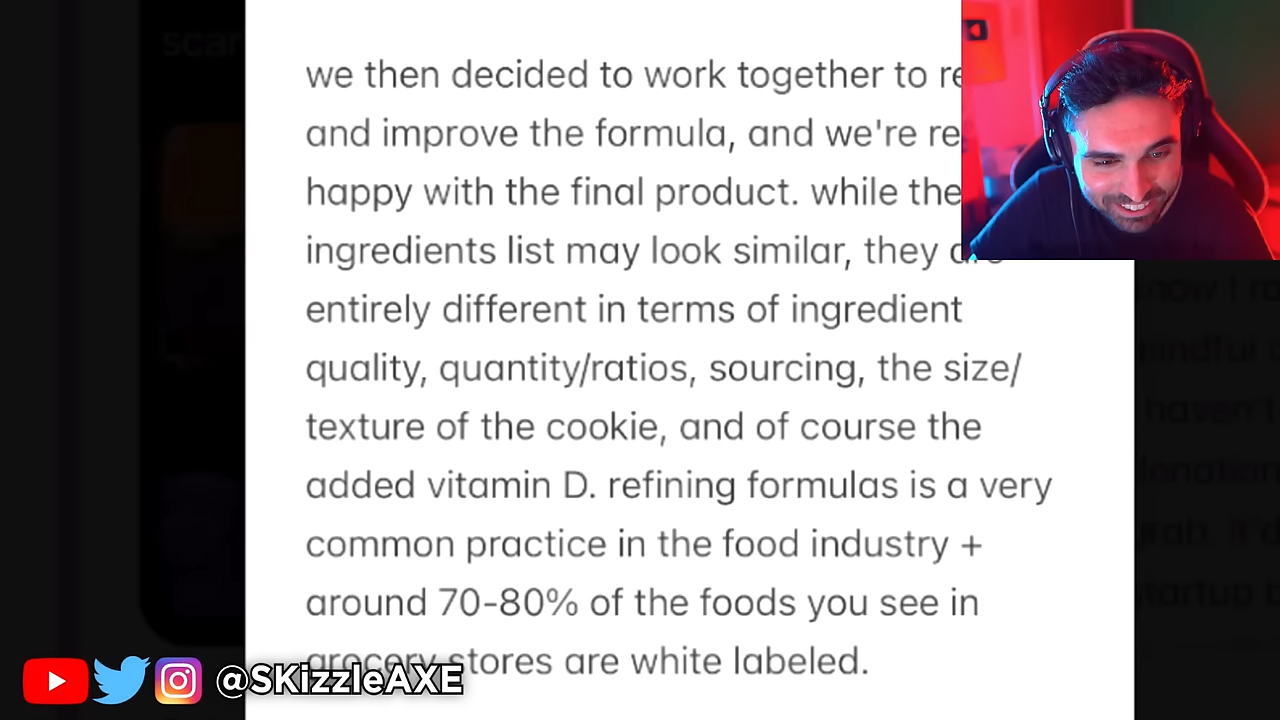 scar
we then decided to work together to re
and improve the formula, and we're re
happy with the final product. while the
ingredients list may look similar, they are
entirely different in terms of ingredient
quality, quantity/ratios, sourcing, the size/
texture of the cookie, and of course the
added vitamin D. refining formulas is a very
common practice in the food industry +
around 70-80% of the foods you see in
grocery stores are white labeled.
@SKizzleAXE